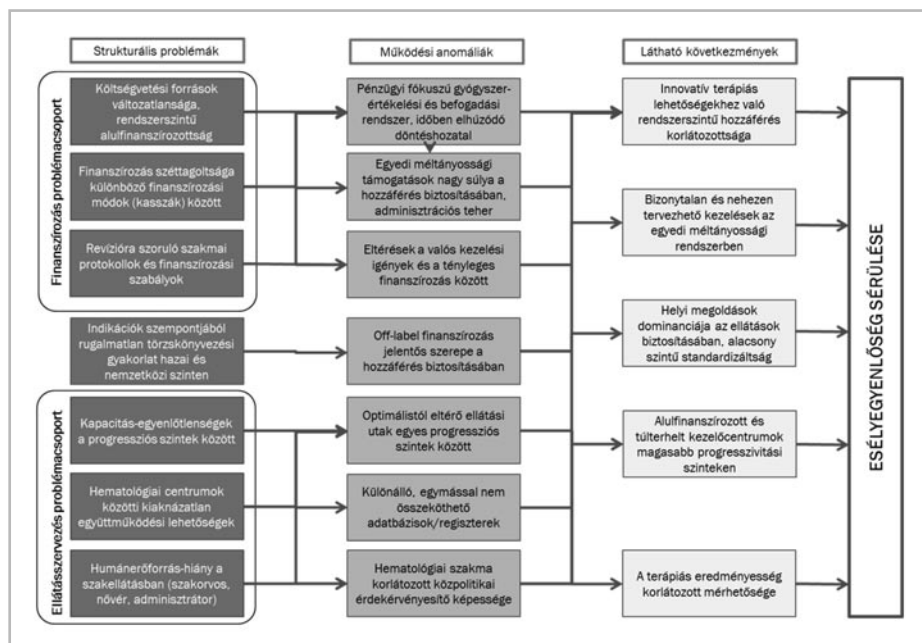 Strukturális problémák
Működési anomáliák
Látható következmények
Finanszírozás problémacsoport
Költségvetési források
változatlansága,
rendszerszintű
alulfinanszírozottság
Finanszírozás széttagoltsága
különböző finanszírozási
módok (kasszák) között
Revízióra szoruló szakmai
protokollok és finanszírozási
szabályok
Indikációk szempontjából
rugalmatlan törzskönyvezési
gyakorlat hazai és
nemzetközi szinten
Ellátásszervezés problémacsoport
Kapacitás-egyenlőtlenségek
a progressziós szintek között
Hematológiai centrumok
közötti kiaknázatlan
együttműködési lehetőségek
Humánerőforrás-hiány a
szakellátásban (szakorvos,
nővér, adminisztrátor)
Pénzügyi fókuszú gyógyszer-
értékelési és befogadási
rendszer, időben elhúzódó
döntéshozatal
Egyedi méltányossági
támogatások nagy súlya a
hozzáférés biztosításában,
adminisztrációs teher
Eltérések a valós kezelési
igények és a tényleges
finanszírozás között
Off-label finanszírozás
jelentős szerepe a
hozzáférés biztosításában
Optimálistól eltérő ellátási
utak egyes progressziós
szintek között
Különálló, egymással nem
összeköthető
adatbázisok/regiszterek
Hematológiai szakma
korlátozott közpolitikai
érdekérvényesítő képessége
Innovatív terápiás
lehetőségekhez való
rendszerszintű hozzáférés
korlátozottsága
Bizonytalan és nehezen
tervezhető kezelések az
egyedi méltányossági
rendszerben
Helyi megoldások
dominanciája az ellátások
biztosításában, alacsony
szintű standardizáltság
Alulfinanszírozott és
túlterhelt kezelőcentrumok
magasabb progresszivitási
szinteken
A terápiás eredményesség
korlátozott mérhetősége
ESÉLYEGYENLŐSÉG SÉRÜLÉSE